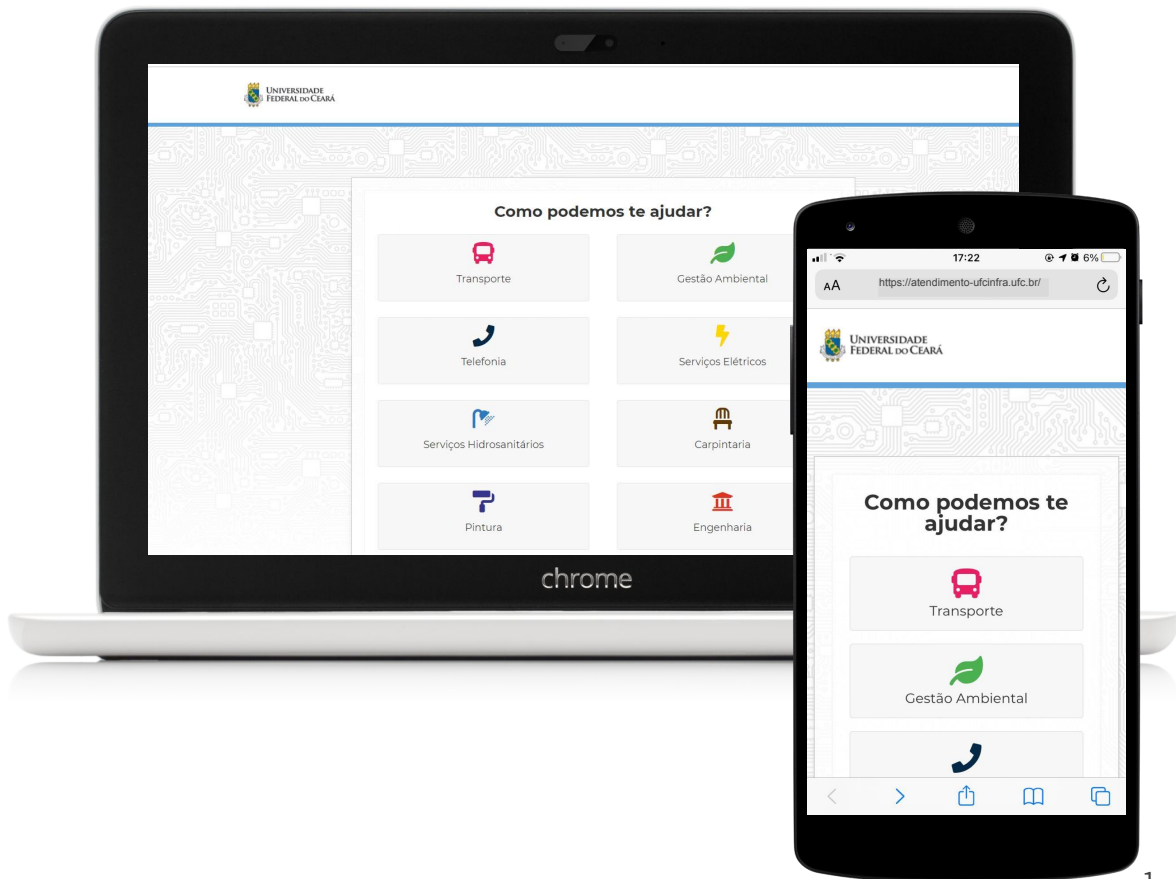 UNIVERSIDADE
FEDERAL DO CEARÁ
Como podemos te ajudar?
Transporte
Gestão Ambiental
Telefonia
Serviços Elétricos
Serviços Hidrosanitários
Carpintaria
Pintura
Engenharia
chrome
17:22
6%
AA
https://atendimento-ufcinfra.ufc.br/
UNIVERSIDADE
FEDERAL DO CEARÁ
Como podemos te
ajudar?
Transporte
Gestão Ambiental
1